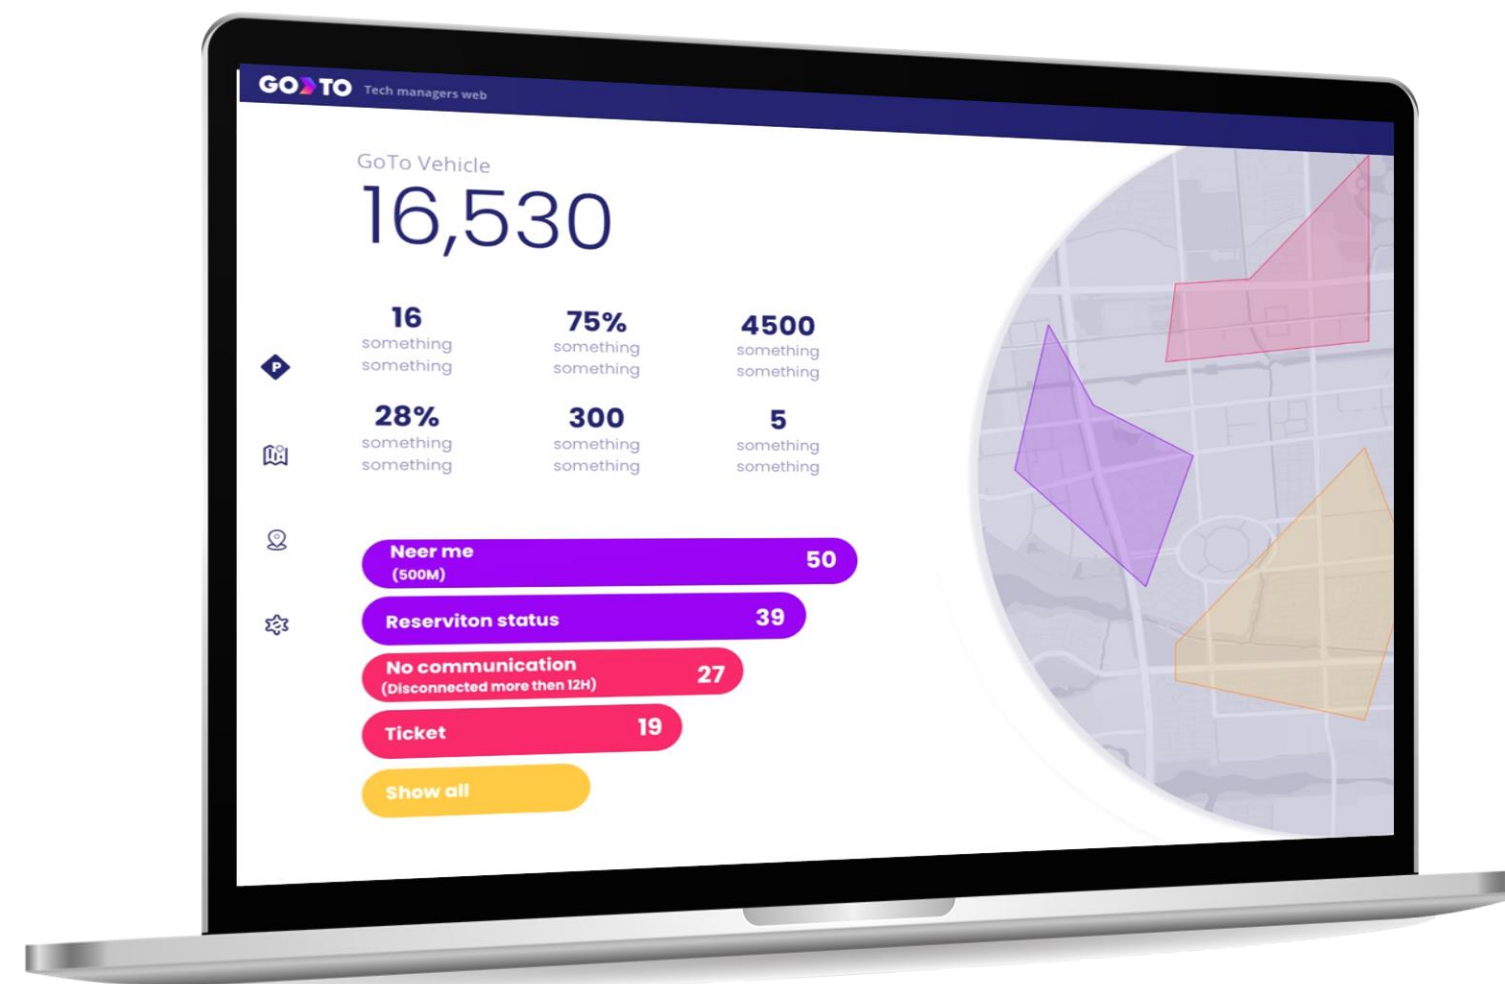 GO TO Tech managers web
GoTo Vehicle
16,530
16
something
something
75%
something
something
4500
something
something
28%
something
something
300
something
something
5
something
something
P
Neer me 50
(500M)
Reserviton status 39
No communication 27
(Disconnected more then 12H)
Ticket 19
Show all